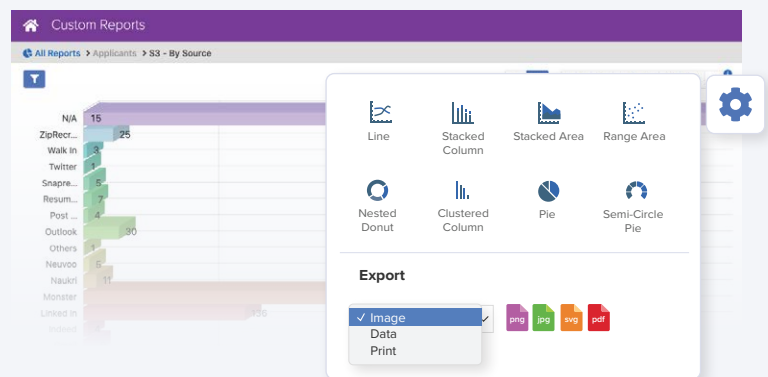 Custom Reports
All Reports > Applicants > S3 - By Source
N/A 15
ZipRecr... 25
Walk In 3
Twitter 1
Snapre... 5
Resum... 7
Post ... 4
Outlook 30
Others 1
Neuvoo 5
Naukri 11
Monster
Linked In 136
Line
Stacked
Column
Stacked Area
Range Area
Nested
Donut
Clustered
Column
Pie
Semi-Circle
Pie
Export
✓ Image
Data
Print
png jpg svg pdf